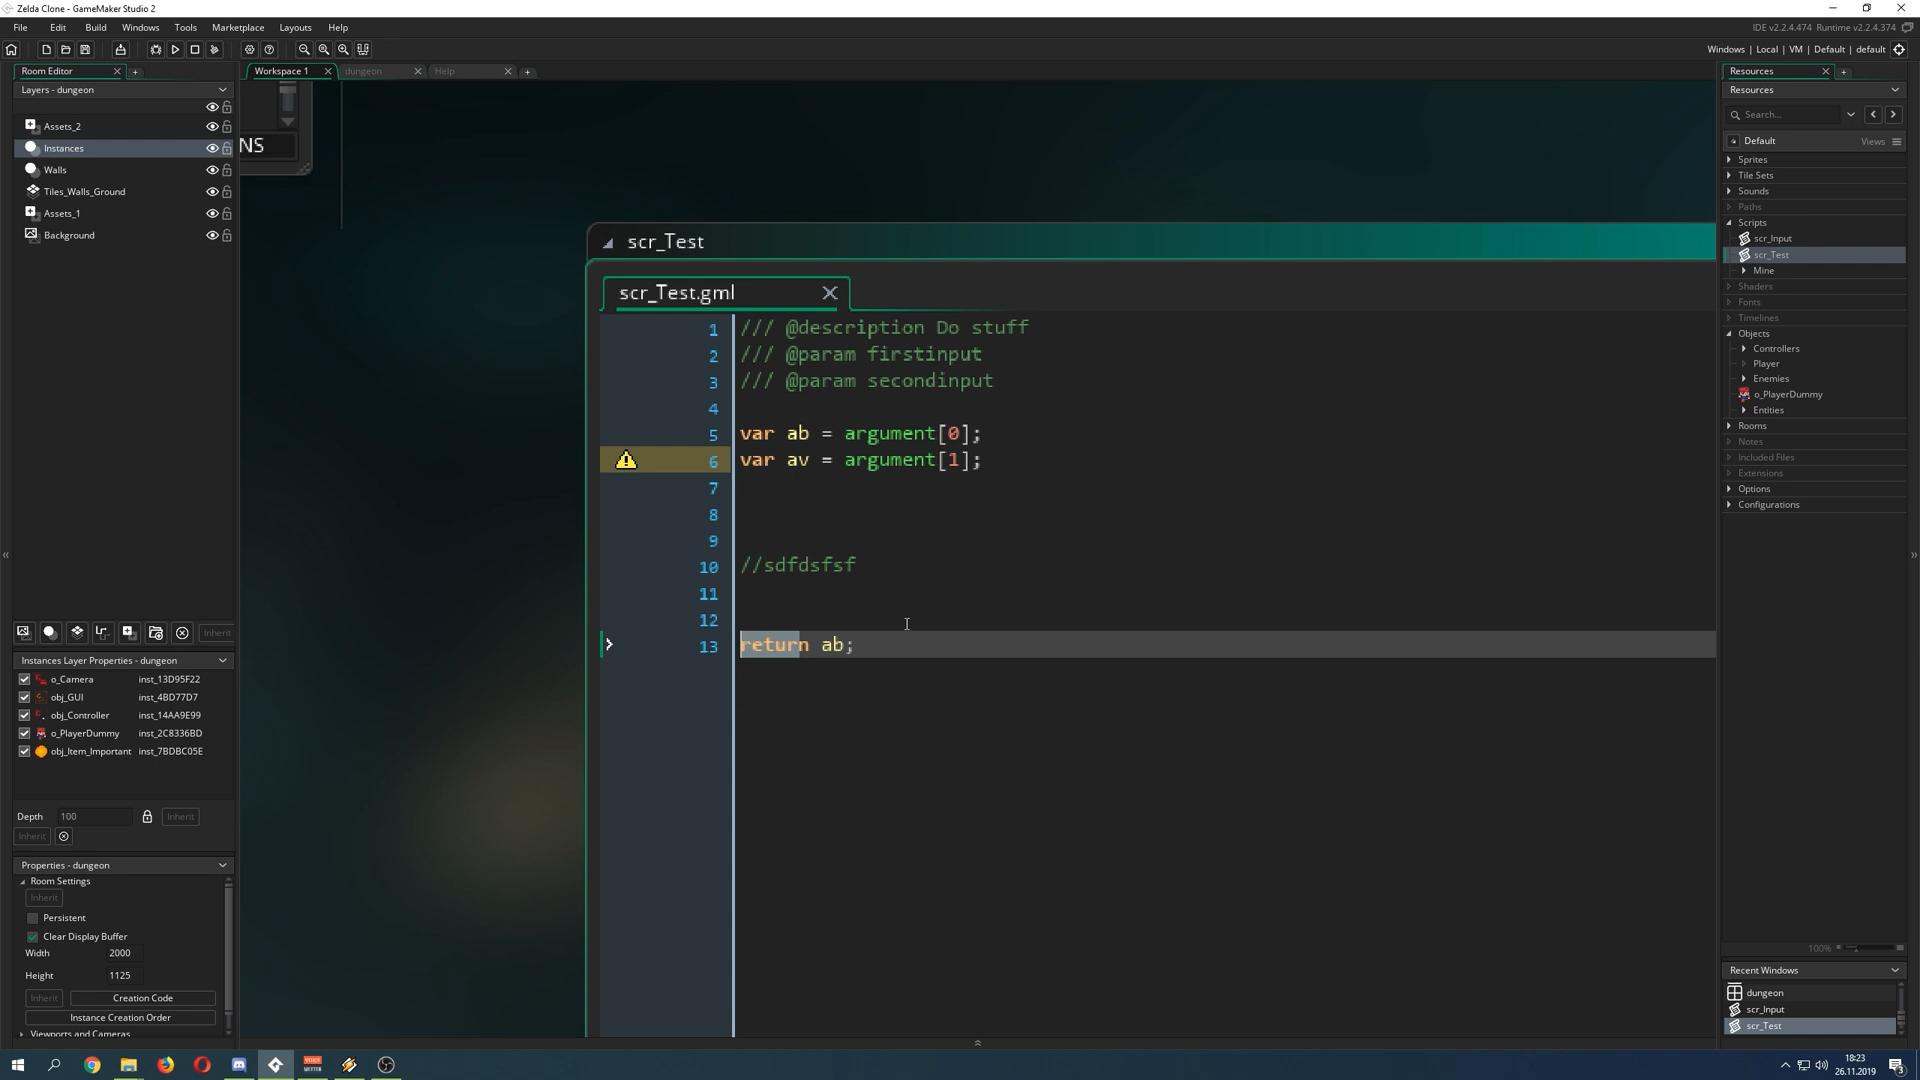 Zelda Clone - GameMaker Studio 2
File Edit Build Windows Tools Marketplace Layouts Help
IDE v2.2.4.474 Runtime v2.2.4.374
Windows | Local | VM | Default | default
Room Editor
Workspace 1
dungeon
Help
Resources
Layers - dungeon
Assets_2
Instances
Walls
Tiles_Walls_Ground
Assets_1
Background
Inherit
Instances Layer Properties - dungeon
o_Camera inst_13D95F22
obj_GUI inst_4BD77D7
obj_Controller inst_14AA9E99
o_PlayerDummy inst_2C8336BD
obj_Item_Important inst_7BDBC05E
Depth 100 Inherit
Inherit
Properties - dungeon
Room Settings
Inherit
Persistent
Clear Display Buffer
Width 2000
Height 1125
Inherit Creation Code
Instance Creation Order
Viewports and Cameras
NS
scr_Test
scr_Test.gml
1 /// @description Do stuff
2 /// @param firstinput
3 /// @param secondinput
4
5 var ab = argument[0];
6 var av = argument[1];
7
8
9
10 //sdfdsfsf
11
12
13 return ab;
Resources
Search...
Default Views
Sprites
Tile Sets
Sounds
Paths
Scripts
scr_Input
scr_Test
Mine
Shaders
Fonts
Timelines
Objects
Controllers
Player
Enemies
o_PlayerDummy
Entities
Rooms
Notes
Included Files
Extensions
Options
Configurations
100%
Recent Windows
dungeon
scr_Input
scr_Test
18:23
26.11.2019